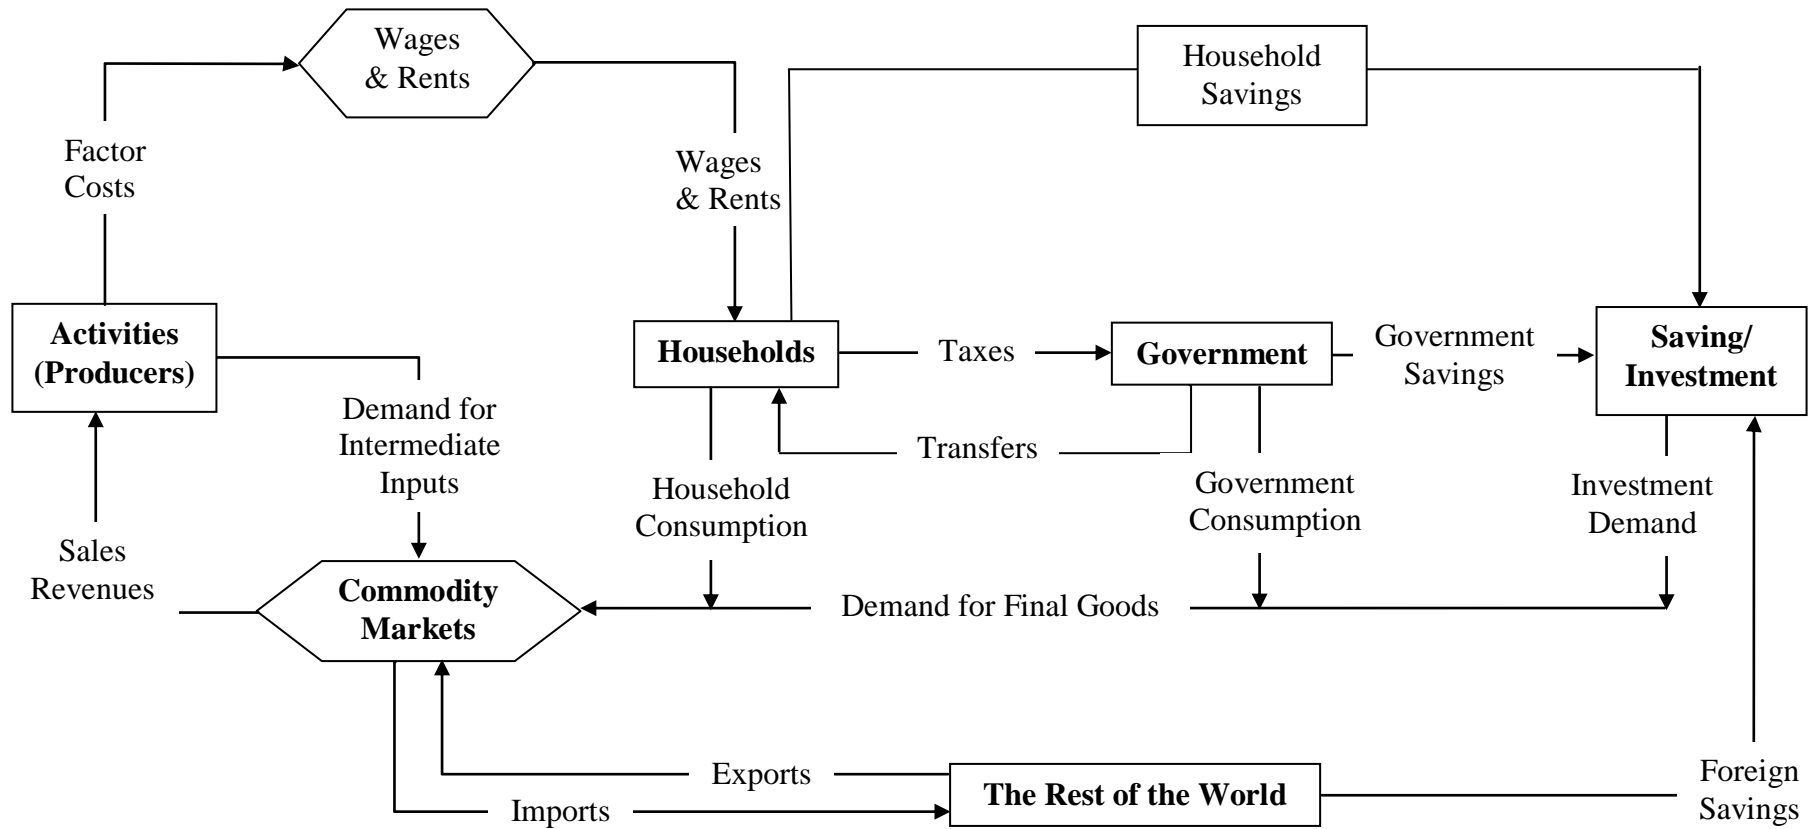 Wages
& Rents
Household
Savings
Factor
Costs
Wages
& Rents
Activities
(Producers)
Households
Taxes
Government
Government
Savings
Saving/
Investment
Demand for
Intermediate
Inputs
Transfers
Household
Consumption
Government
Consumption
Investment
Demand
Sales
Revenues
Commodity
Markets
Demand for Final Goods
Exports
Imports
The Rest of the World
Foreign
Savings